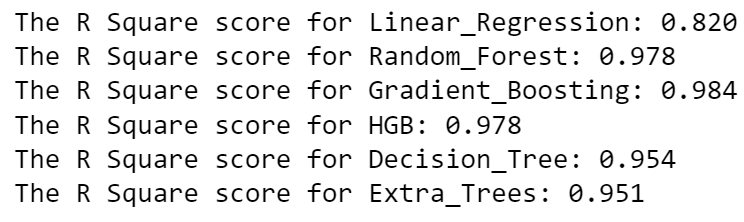 The R Square score for Linear_Regression: 0.820
The R Square score for Random_Forest: 0.978
The R Square score for Gradient_Boosting: 0.984
The R Square score for HGB: 0.978
The R Square score for Decision_Tree: 0.954
The R Square score for Extra_Trees: 0.951